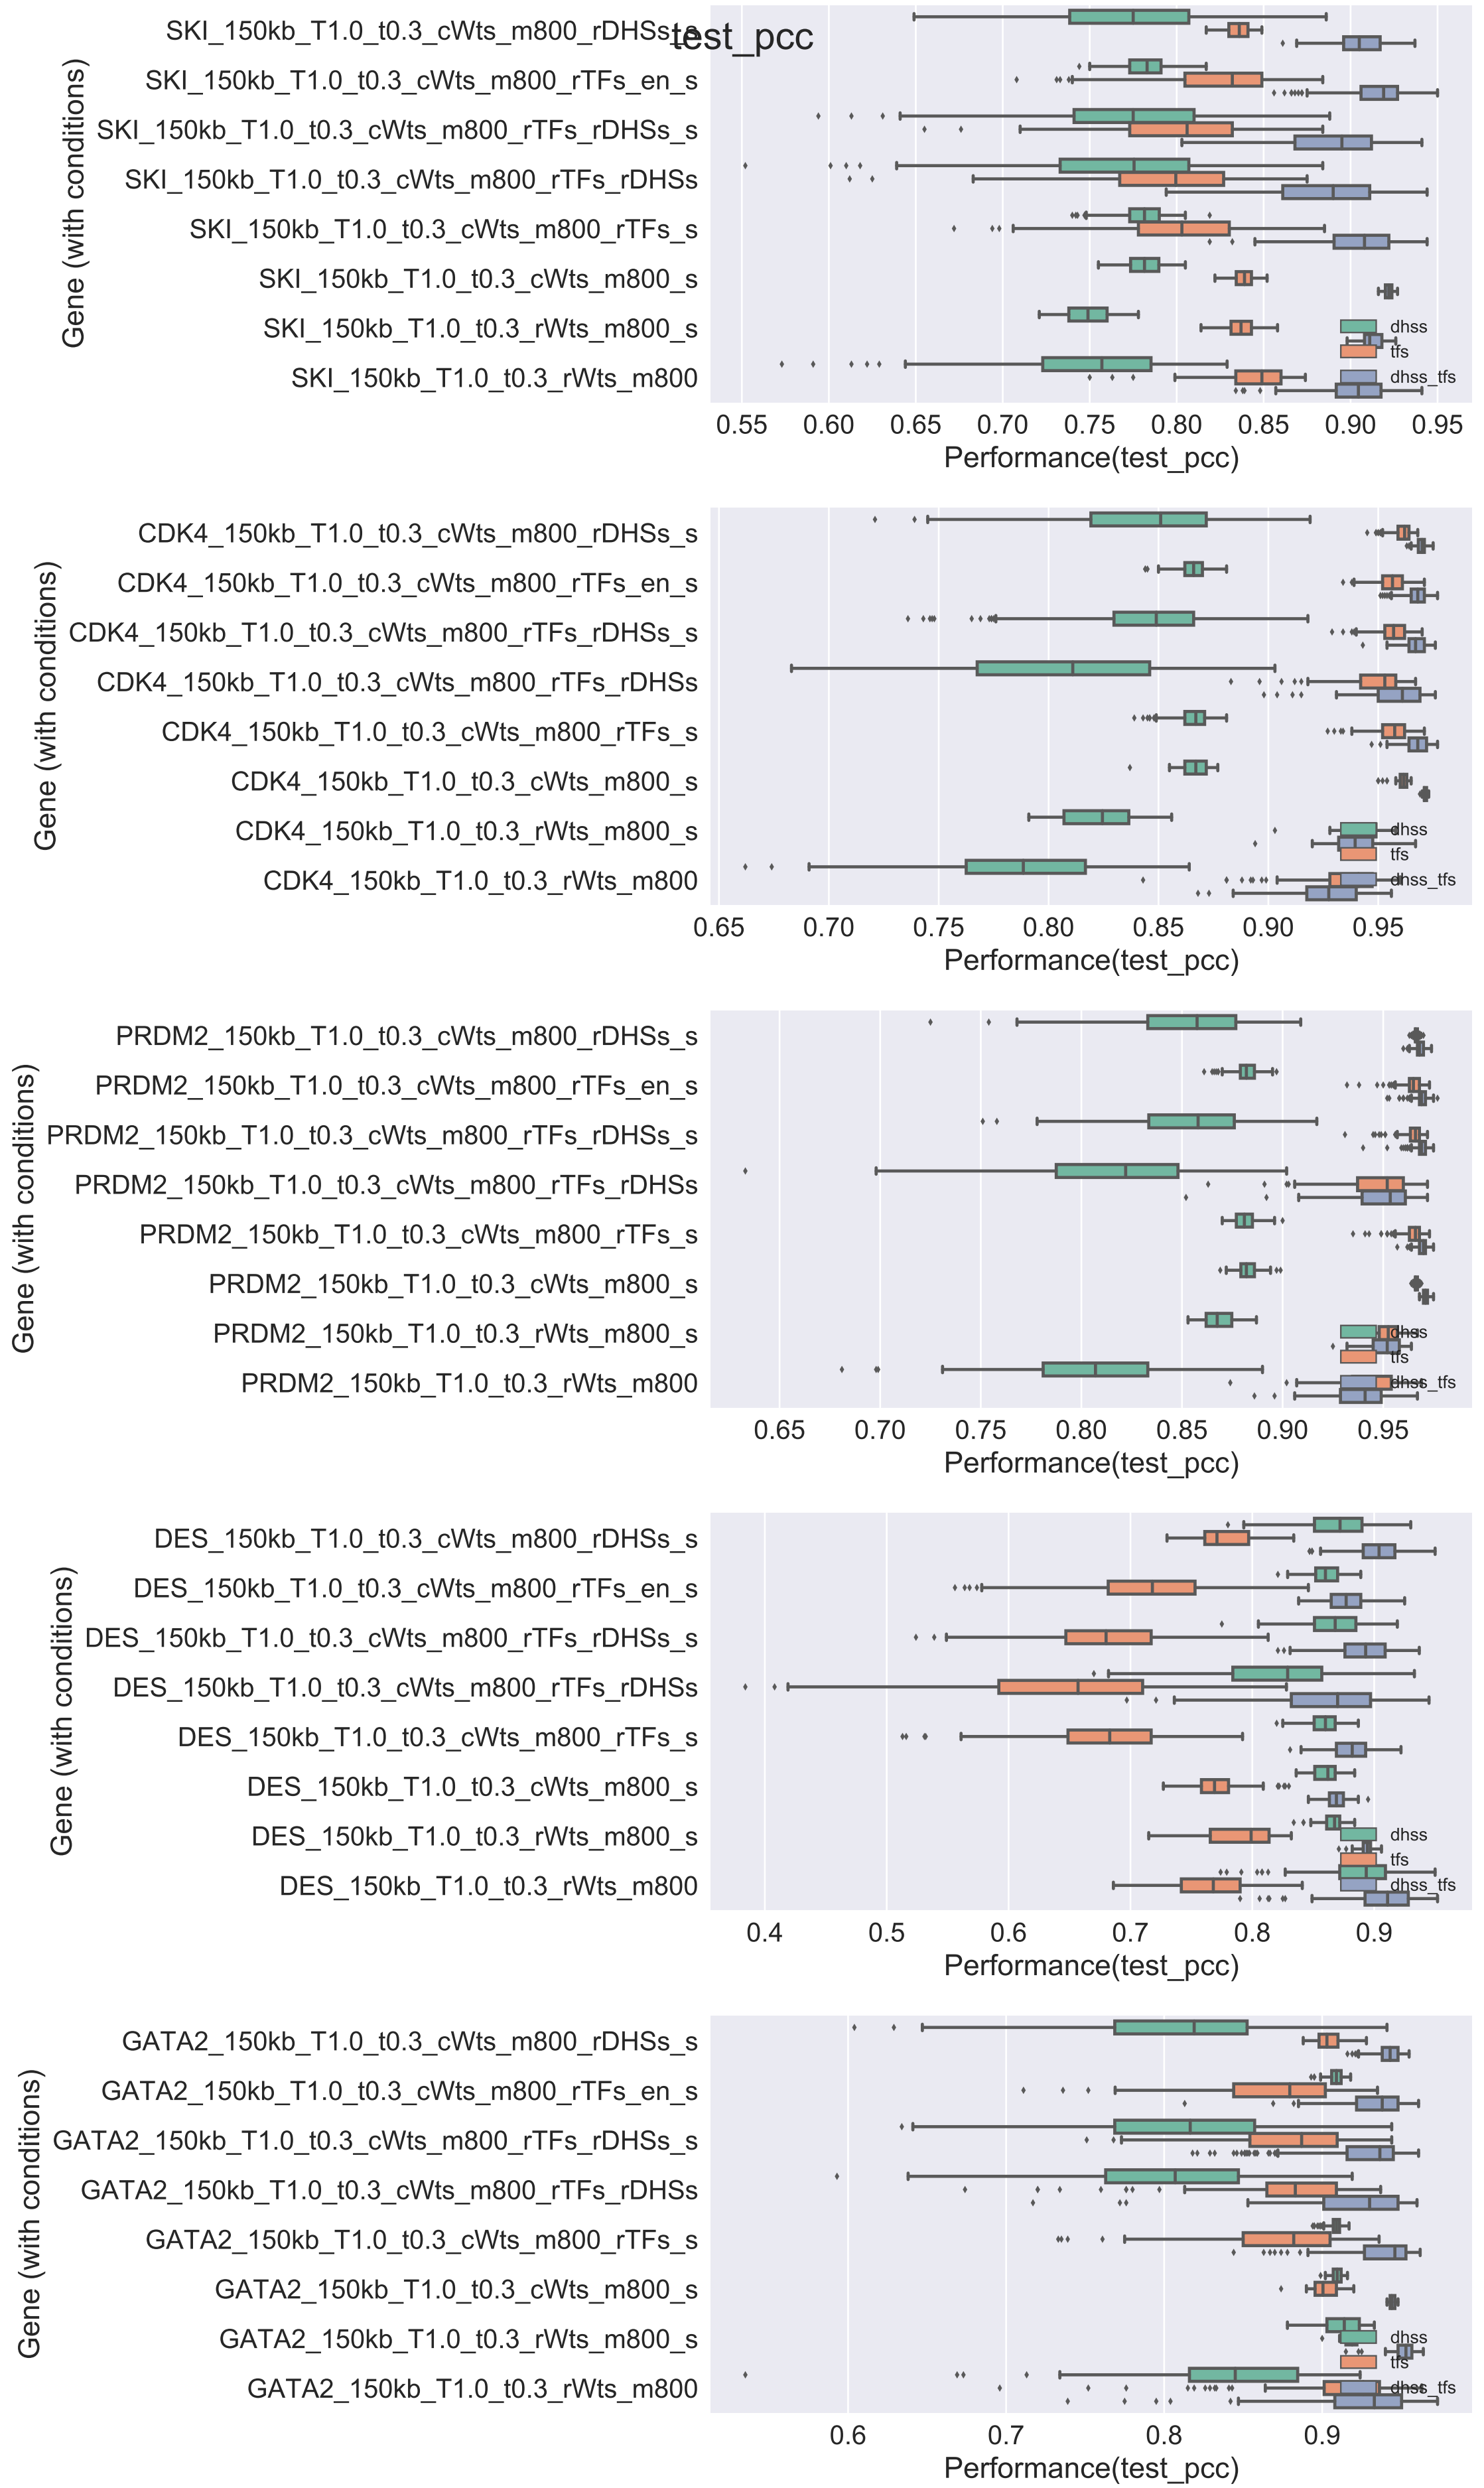 test_pcc
Gene (with conditions)
SKI_150kb_T1.0_t0.3_cWts_m800_rDHSs_s
SKI_150kb_T1.0_t0.3_cWts_m800_rTFs_en_s
SKI_150kb_T1.0_t0.3_cWts_m800_rTFs_rDHSs_s
SKI_150kb_T1.0_t0.3_cWts_m800_rTFs_rDHSs
SKI_150kb_T1.0_t0.3_cWts_m800_rTFs_s
SKI_150kb_T1.0_t0.3_cWts_m800_s
SKI_150kb_T1.0_t0.3_rWts_m800_s
SKI_150kb_T1.0_t0.3_rWts_m800
dhss
tfs
dhss_tfs
0.55 0.60 0.65 0.70 0.75 0.80 0.85 0.90 0.95
Performance(test_pcc)
Gene (with conditions)
CDK4_150kb_T1.0_t0.3_cWts_m800_rDHSs_s
CDK4_150kb_T1.0_t0.3_cWts_m800_rTFs_en_s
CDK4_150kb_T1.0_t0.3_cWts_m800_rTFs_rDHSs_s
CDK4_150kb_T1.0_t0.3_cWts_m800_rTFs_rDHSs
CDK4_150kb_T1.0_t0.3_cWts_m800_rTFs_s
CDK4_150kb_T1.0_t0.3_cWts_m800_s
CDK4_150kb_T1.0_t0.3_rWts_m800_s
CDK4_150kb_T1.0_t0.3_rWts_m800
dhss
tfs
dhss_tfs
0.65 0.70 0.75 0.80 0.85 0.90 0.95
Performance(test_pcc)
Gene (with conditions)
PRDM2_150kb_T1.0_t0.3_cWts_m800_rDHSs_s
PRDM2_150kb_T1.0_t0.3_cWts_m800_rTFs_en_s
PRDM2_150kb_T1.0_t0.3_cWts_m800_rTFs_rDHSs_s
PRDM2_150kb_T1.0_t0.3_cWts_m800_rTFs_rDHSs
PRDM2_150kb_T1.0_t0.3_cWts_m800_rTFs_s
PRDM2_150kb_T1.0_t0.3_cWts_m800_s
PRDM2_150kb_T1.0_t0.3_rWts_m800_s
PRDM2_150kb_T1.0_t0.3_rWts_m800
dhss
tfs
dhss_tfs
0.65 0.70 0.75 0.80 0.85 0.90 0.95
Performance(test_pcc)
Gene (with conditions)
DES_150kb_T1.0_t0.3_cWts_m800_rDHSs_s
DES_150kb_T1.0_t0.3_cWts_m800_rTFs_en_s
DES_150kb_T1.0_t0.3_cWts_m800_rTFs_rDHSs_s
DES_150kb_T1.0_t0.3_cWts_m800_rTFs_rDHSs
DES_150kb_T1.0_t0.3_cWts_m800_rTFs_s
DES_150kb_T1.0_t0.3_cWts_m800_s
DES_150kb_T1.0_t0.3_rWts_m800_s
DES_150kb_T1.0_t0.3_rWts_m800
dhss
tfs
dhss_tfs
0.4 0.5 0.6 0.7 0.8 0.9
Performance(test_pcc)
Gene (with conditions)
GATA2_150kb_T1.0_t0.3_cWts_m800_rDHSs_s
GATA2_150kb_T1.0_t0.3_cWts_m800_rTFs_en_s
GATA2_150kb_T1.0_t0.3_cWts_m800_rTFs_rDHSs_s
GATA2_150kb_T1.0_t0.3_cWts_m800_rTFs_rDHSs
GATA2_150kb_T1.0_t0.3_cWts_m800_rTFs_s
GATA2_150kb_T1.0_t0.3_cWts_m800_s
GATA2_150kb_T1.0_t0.3_rWts_m800_s
GATA2_150kb_T1.0_t0.3_rWts_m800
dhss
tfs
dhss_tfs
0.6 0.7 0.8 0.9
Performance(test_pcc)